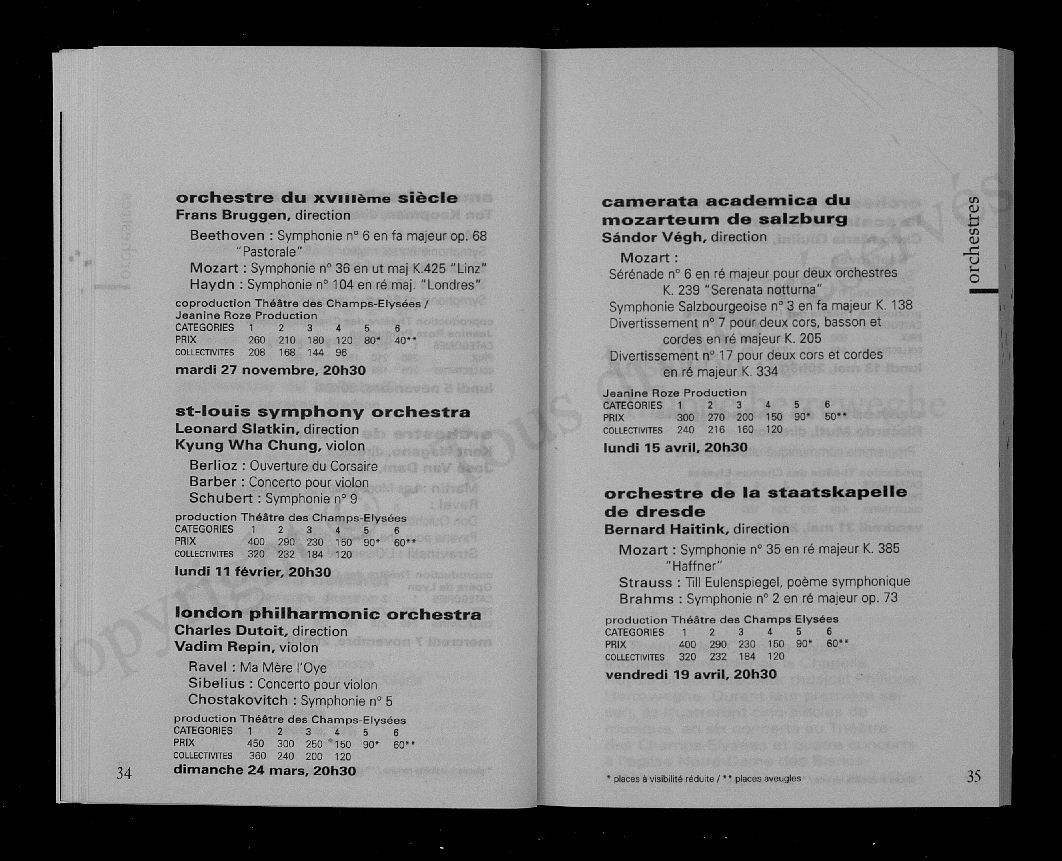 orchestre du XVIIIème siècle
Frans Bruggen, direction
Beethoven : Symphonie n° 6 en fa majeur op. 68
"Pastorale"
Mozart : Symphonie n° 36 en ut maj K.425 "Linz"
Haydn : Symphonie n° 104 en ré maj. "Londres"
coproduction Théâtre des Champs-Elysées /
Jeanine Roze Production
CATEGORIES 1 2 3 4 5 6
PRIX 260 210 180 120 80* 40**
COLLECTIVITES 208 168 144 96
mardi 27 novembre, 20h30
st-louis symphony orchestra
Leonard Slatkin, direction
Kyung Wha Chung, violon
Berlioz : Ouverture du Corsaire
Barber : Concerto pour violon
Schubert : Symphonie n° 9
production Théâtre des Champs-Elysées
CATEGORIES 1 2 3 4 5 6
PRIX 400 290 230 150 90* 60**
COLLECTIVITES 320 232 184 120
lundi 11 février, 20h30
london philharmonic orchestra
Charles Dutoit, direction
Vadim Repin, violon
Ravel : Ma Mère l'Oye
Sibelius : Concerto pour violon
Chostakovitch : Symphonie n° 5
production Théâtre des Champs-Elysées
CATEGORIES 1 2 3 4 5 6
PRIX 450 300 250 150 90* 60**
COLLECTIVITES 360 240 200 120
dimanche 24 mars, 20h30
34
camerata academica du
mozarteum de salzburg
Sándor Végh, direction
Mozart :
Sérénade n° 6 en ré majeur pour deux orchestres
K. 239 "Serenata notturna"
Symphonie Salzbourgeoise n° 3 en fa majeur K. 138
Divertissement n° 7 pour deux cors, basson et
cordes en ré majeur K. 205
Divertissement n° 17 pour deux cors et cordes
en ré majeur K. 334
Jeanine Roze Production
CATEGORIES 1 2 3 4 5 6
PRIX 300 270 200 150 90* 50**
COLLECTIVITES 240 216 160 120
lundi 15 avril, 20h30
orchestre de la staatskapelle
de dresde
Bernard Haitink, direction
Mozart : Symphonie n° 35 en ré majeur K. 385
"Haffner"
Strauss : Till Eulenspiegel, poème symphonique
Brahms : Symphonie n° 2 en ré majeur op. 73
production Théâtre des Champs Elysées
CATEGORIES 1 2 3 4 5 6
PRIX 400 290 230 150 90* 60**
COLLECTIVITES 320 232 184 120
vendredi 19 avril, 20h30
* places à visibilité réduite / ** places aveugles
35
orchestres